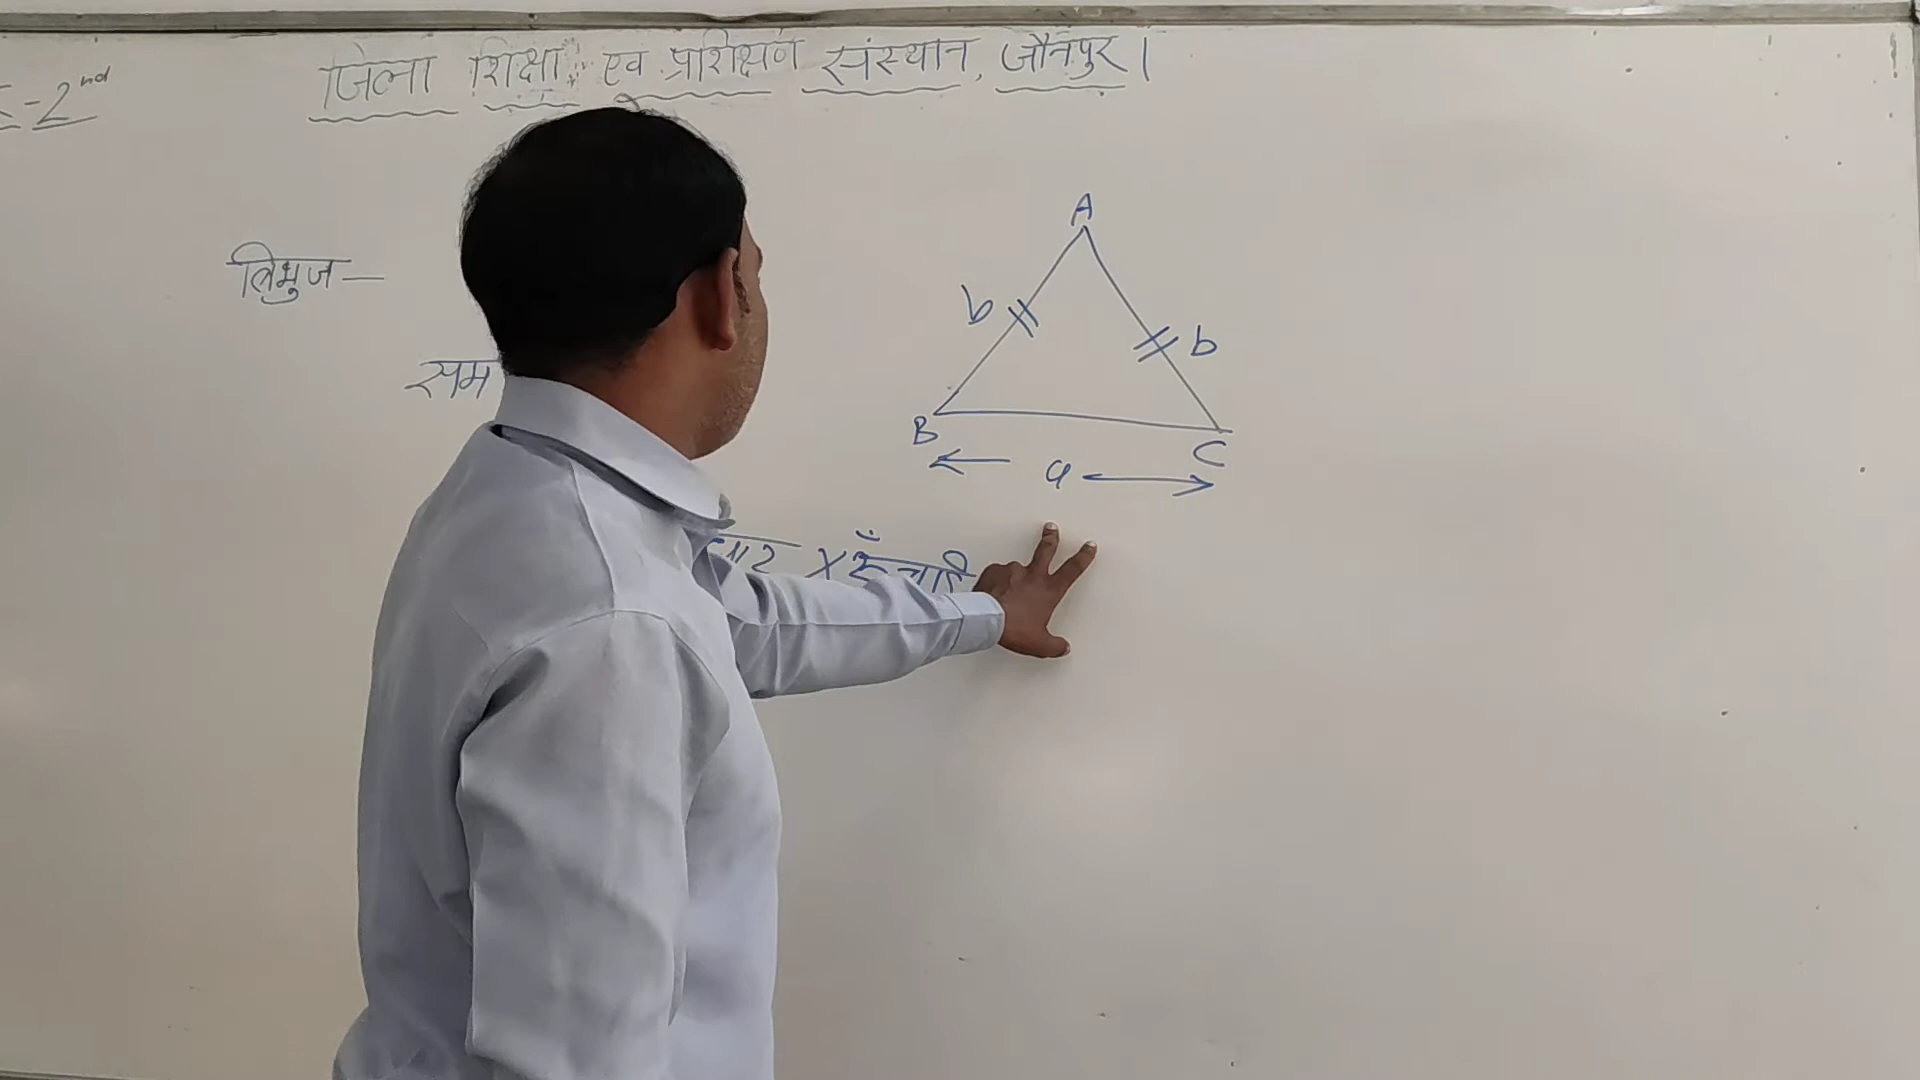 जिला शिक्षा एव प्रशिक्षण संस्थान, जौनपुर।
-2nd
त्रिभुज —
सम
A
b b
B C
a
× ऊँचाई